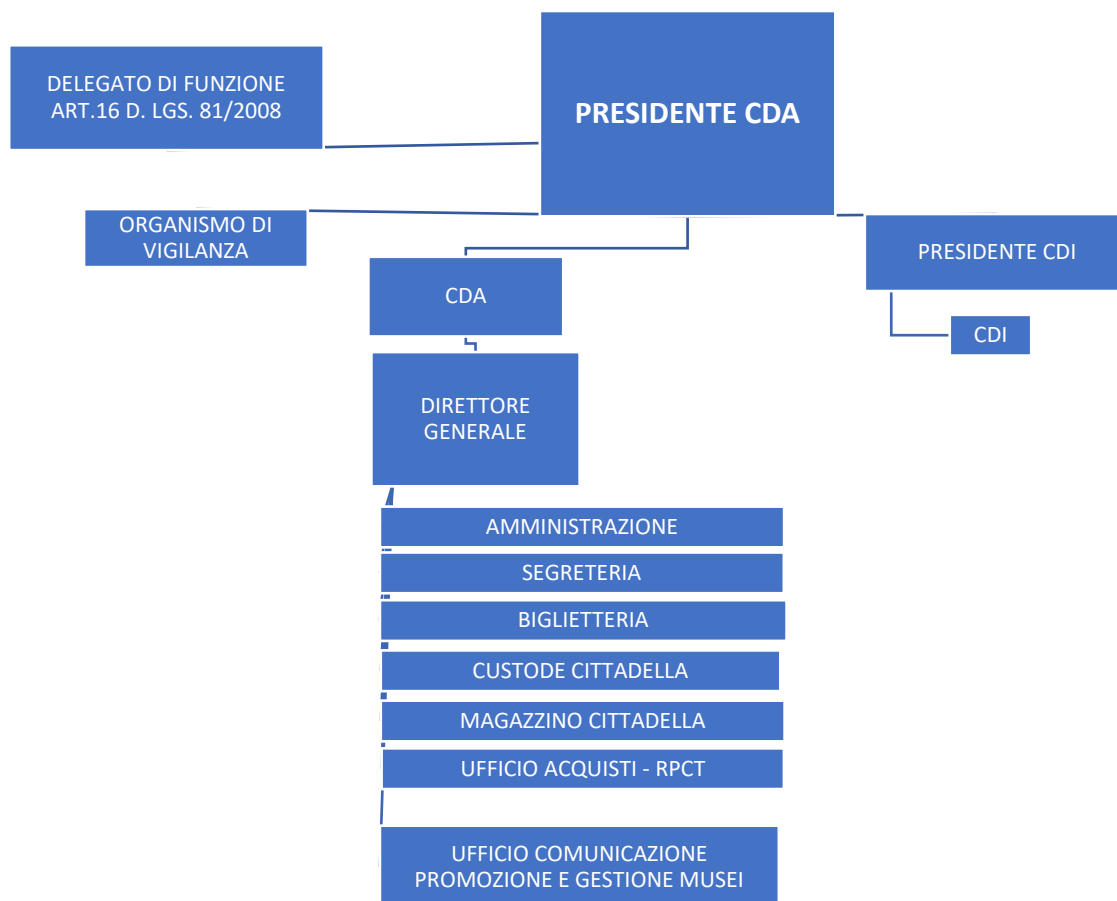 PRESIDENTE CDA
DELEGATO DI FUNZIONE
ART.16 D. LGS. 81/2008
ORGANISMO DI
VIGILANZA
PRESIDENTE CDI
CDI
CDA
DIRETTORE
GENERALE
AMMINISTRAZIONE
SEGRETERIA
BIGLIETTERIA
CUSTODE CITTADELLA
MAGAZZINO CITTADELLA
UFFICIO ACQUISTI - RPCT
UFFICIO COMUNICAZIONE
PROMOZIONE E GESTIONE MUSEI